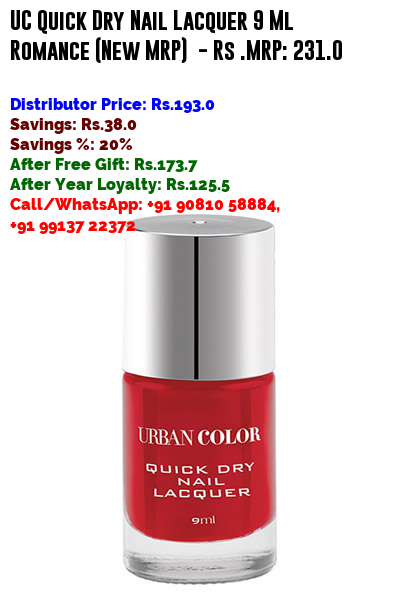 UC Quick Dry Nail Lacquer 9 Ml
Romance (New MRP) - Rs .MRP: 231.0
Distributor Price: Rs.193.0
Savings: Rs.38.0
Savings %: 20%
After Free Gift: Rs.173.7
After Year Loyalty: Rs.125.5
Call/WhatsApp: +91 90810 58884,
+91 99137 22372
URBAN COLOR
QUICK DRY
NAIL
LACQUER
9ml